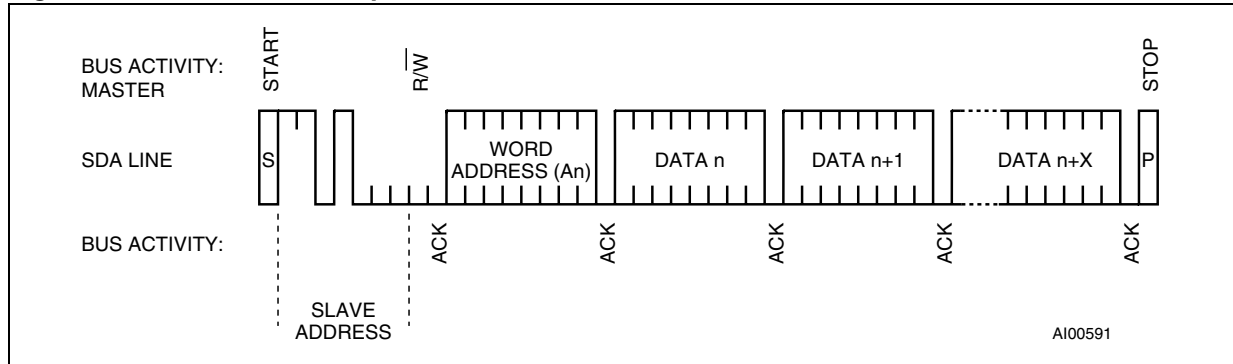 BUS ACTIVITY:
MASTER
START
R/W
STOP
SDA LINE
S
WORD
ADDRESS (An)
DATA n
DATA n+1
DATA n+X
P
BUS ACTIVITY:
ACK
ACK
ACK
ACK
ACK
SLAVE
ADDRESS
AI00591